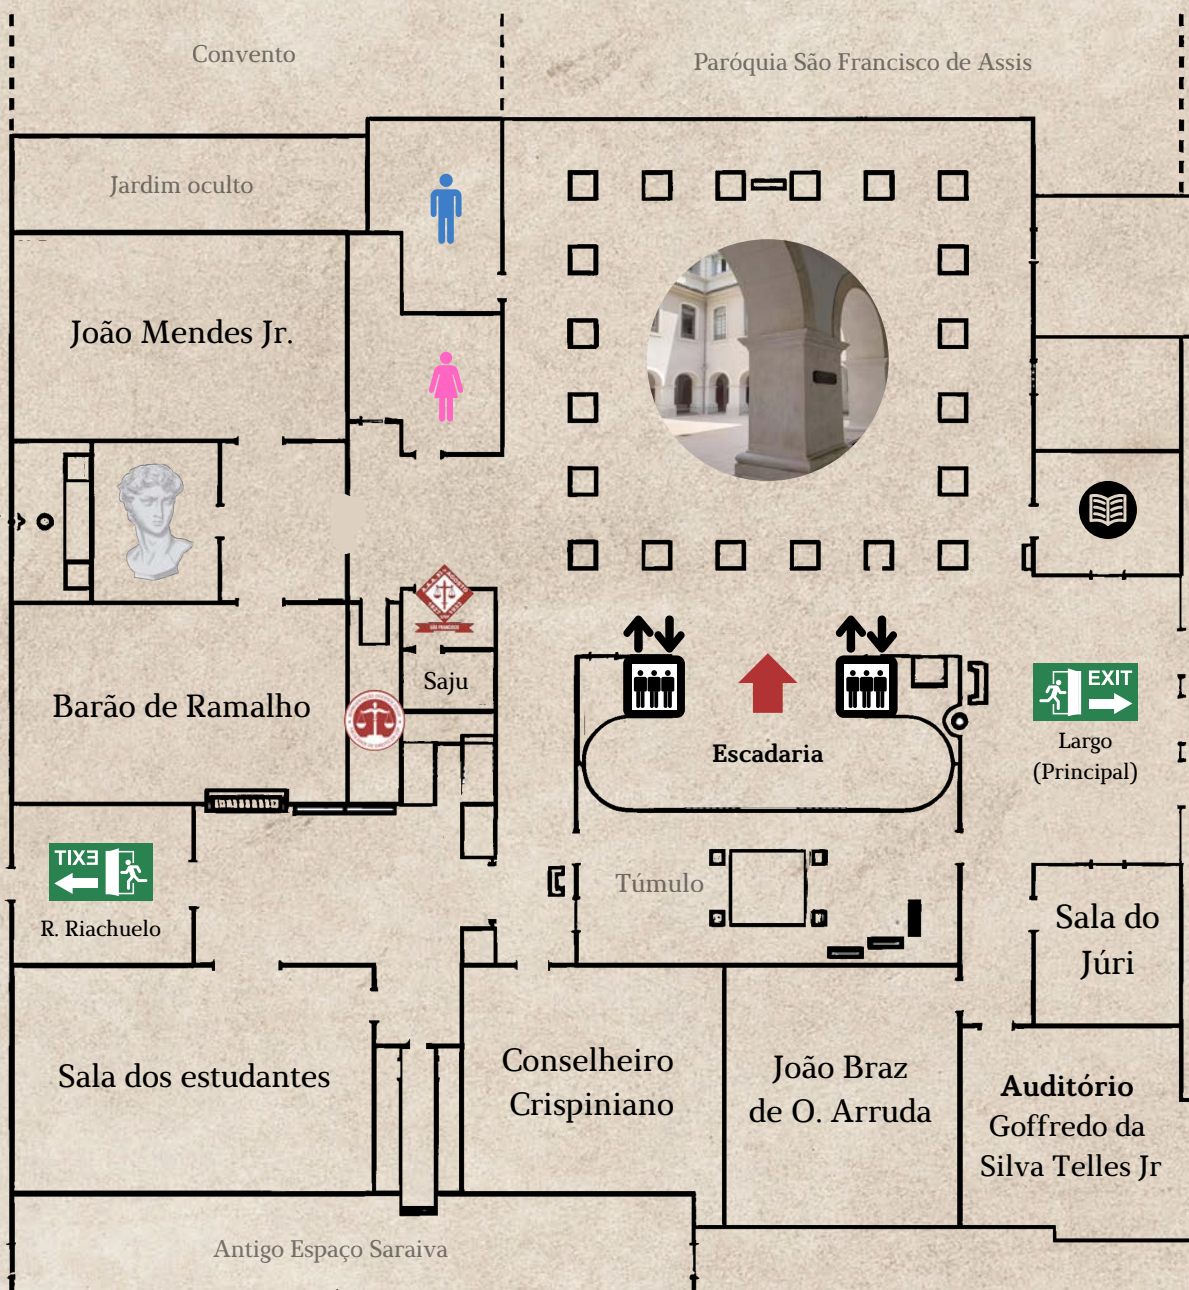 Convento
Paróquia São Francisco de Assis
Jardim oculto
João Mendes Jr.
Saju
Barão de Ramalho
EXIT
Largo
(Principal)
Escadaria
EXIT
R. Riachuelo
Túmulo
Sala do
Júri
Sala dos estudantes
Conselheiro
Crispiniano
João Braz
de O. Arruda
Auditório
Goffredo da
Silva Telles Jr
Antigo Espaço Saraiva